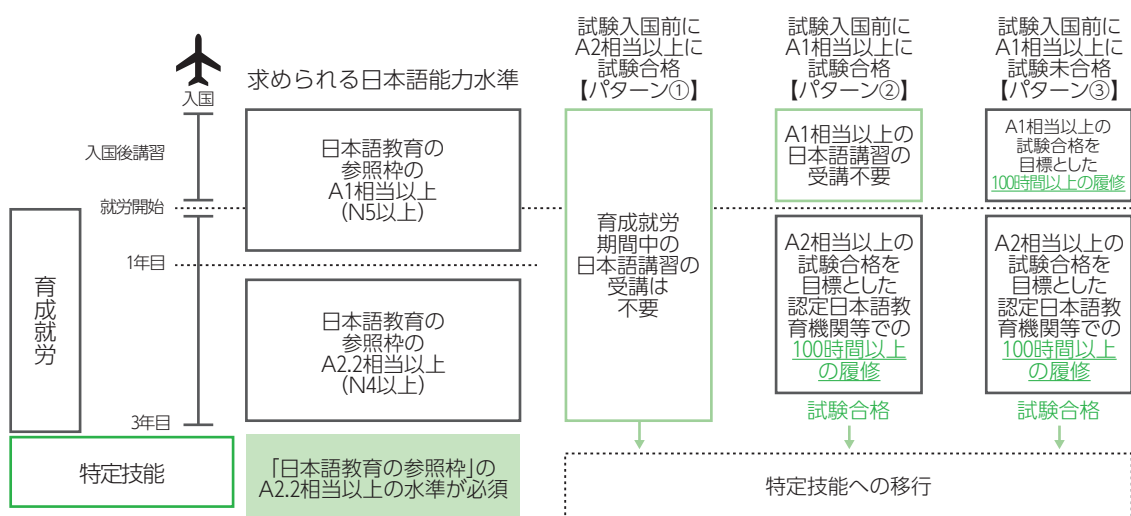 入国
入国後講習
就労開始
1年目
3年目
育成就労
特定技能
求められる日本語能力水準
日本語教育の
参照枠の
A1相当以上
(N5以上)
日本語教育の
参照枠の
A2.2相当以上
(N4以上)
「日本語教育の参照枠」の
A2.2相当以上の水準が必須
試験入国前に
A2相当以上に
試験合格
【パターン①】
育成就労
期間中の
日本語講習の
受講は
不要
試験入国前に
A1相当以上に
試験合格
【パターン②】
A1相当以上の
日本語講習の
受講不要
A2相当以上の
試験合格を
目標とした
認定日本語教
育機関等での
100時間以上
の履修
試験合格
試験入国前に
A1相当以上に
試験未合格
【パターン③】
A1相当以上の
試験合格を
目標とした
100時間以上の履修
A2相当以上の
試験合格を
目標とした
認定日本語教
育機関等での
100時間以上
の履修
試験合格
特定技能への移行